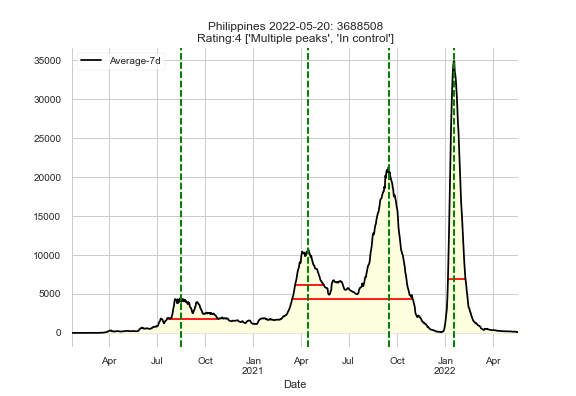 Philippines 2022-05-20: 3688508
Rating:4 ['Multiple peaks', 'In control']
Average-7d
35000
30000
25000
20000
15000
10000
5000
0
Apr Jul Oct Jan Apr Jul Oct Jan Apr
2021 2022
Date